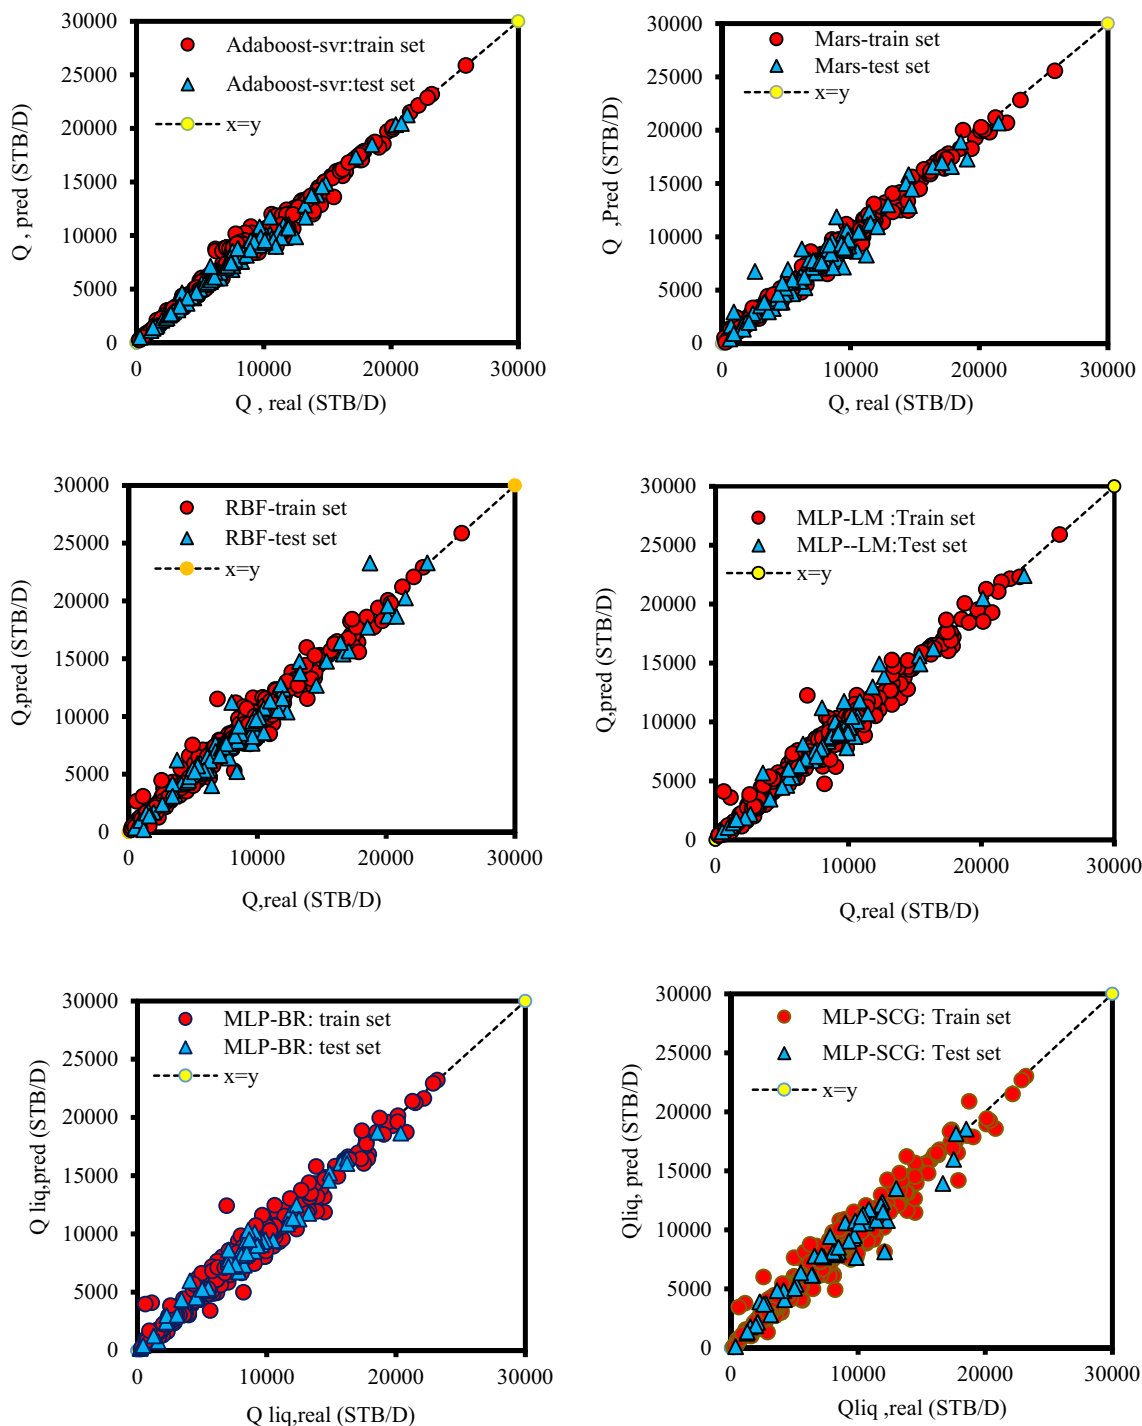 30000
25000
20000
15000
10000
5000
0
Q , pred (STB/D)
Adaboost-svr:train set
Adaboost-svr:test set
x=y
0 10000 20000 30000
Q , real (STB/D)
30000
25000
20000
15000
10000
5000
0
Q ,Pred (STB/D)
Mars-train set
Mars-test set
x=y
0 10000 20000 30000
Q, real (STB/D)
30000
25000
20000
15000
10000
5000
0
Q,pred (STB/D)
RBF-train set
RBF-test set
x=y
0 10000 20000 30000
Q,real (STB/D)
30000
25000
20000
15000
10000
5000
0
Q,pred (STB/D)
MLP-LM :Train set
MLP--LM:Test set
x=y
0 10000 20000 30000
Q,real (STB/D)
30000
25000
20000
15000
10000
5000
0
Q liq,pred (STB/D)
MLP-BR: train set
MLP-BR: test set
x=y
0 10000 20000 30000
Q liq,real (STB/D)
30000
25000
20000
15000
10000
5000
0
Qliq, pred (STB/D)
MLP-SCG: Train set
MLP-SCG: Test set
x=y
0 10000 20000 30000
Qliq ,real (STB/D)